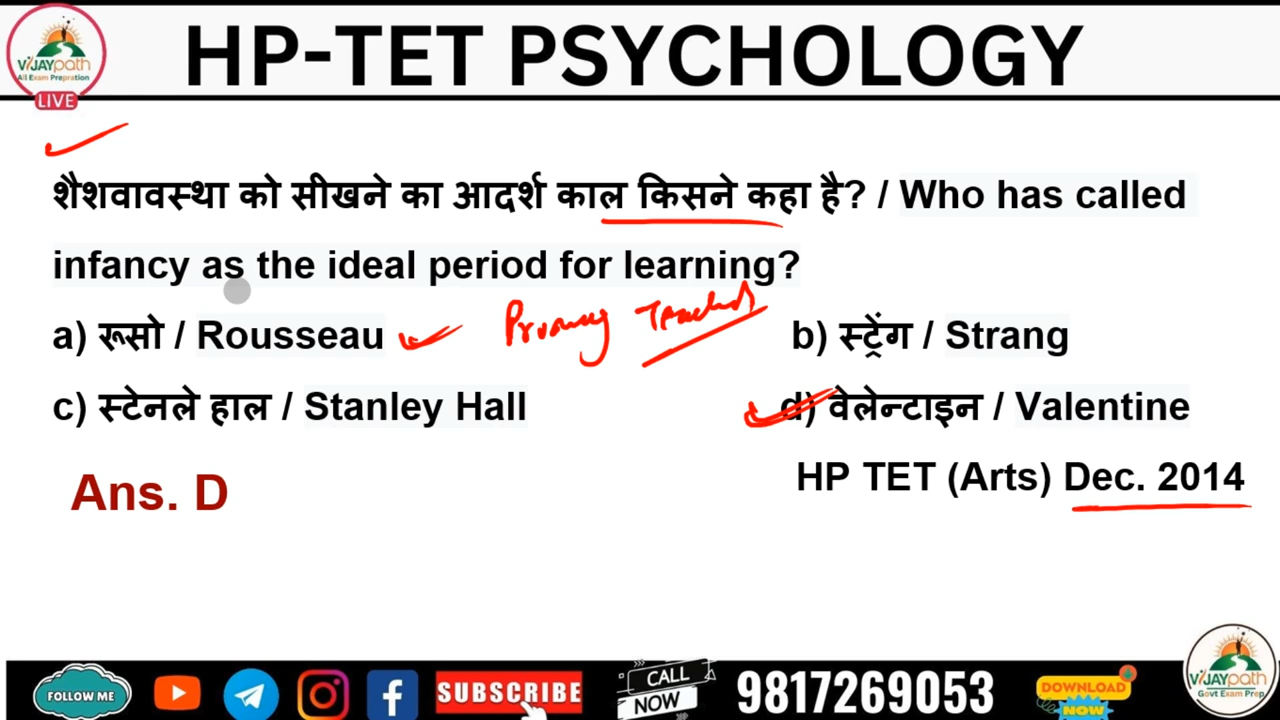 HP-TET PSYCHOLOGY
VIJAYpath
All Exam Prepration
LIVE
शैशवावस्था को सीखने का आदर्श काल किसने कहा है? / Who has called
infancy as the ideal period for learning?
a) रूसो / Rousseau
b) स्ट्रेंग / Strang
c) स्टेनले हाल / Stanley Hall
d) वेलेन्टाइन / Valentine
Ans. D
HP TET (Arts) Dec. 2014
FOLLOW ME
SUBSCRIBE
CALL
NOW
9817269053
DOWNLOAD
NOW
VIJAYpath
Govt Exam Prep